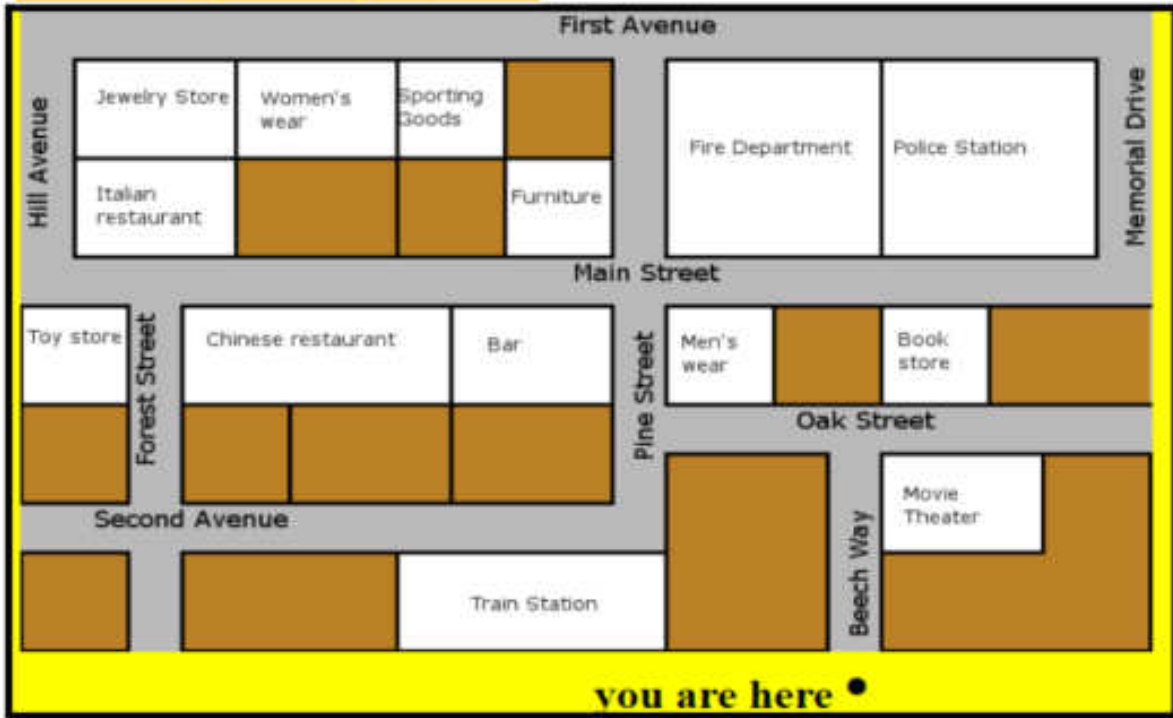 First Avenue
Jewelry Store
Women's
wear
Sporting
Goods
Fire Department
Police Station
Hill Avenue
Memorial Drive
Italian
restaurant
Furniture
Main Street
Toy store
Forest Street
Chinese restaurant
Bar
Pine Street
Men's
wear
Book
store
Oak Street
Second Avenue
Movie
Theater
Beech Way
Train Station
you are here